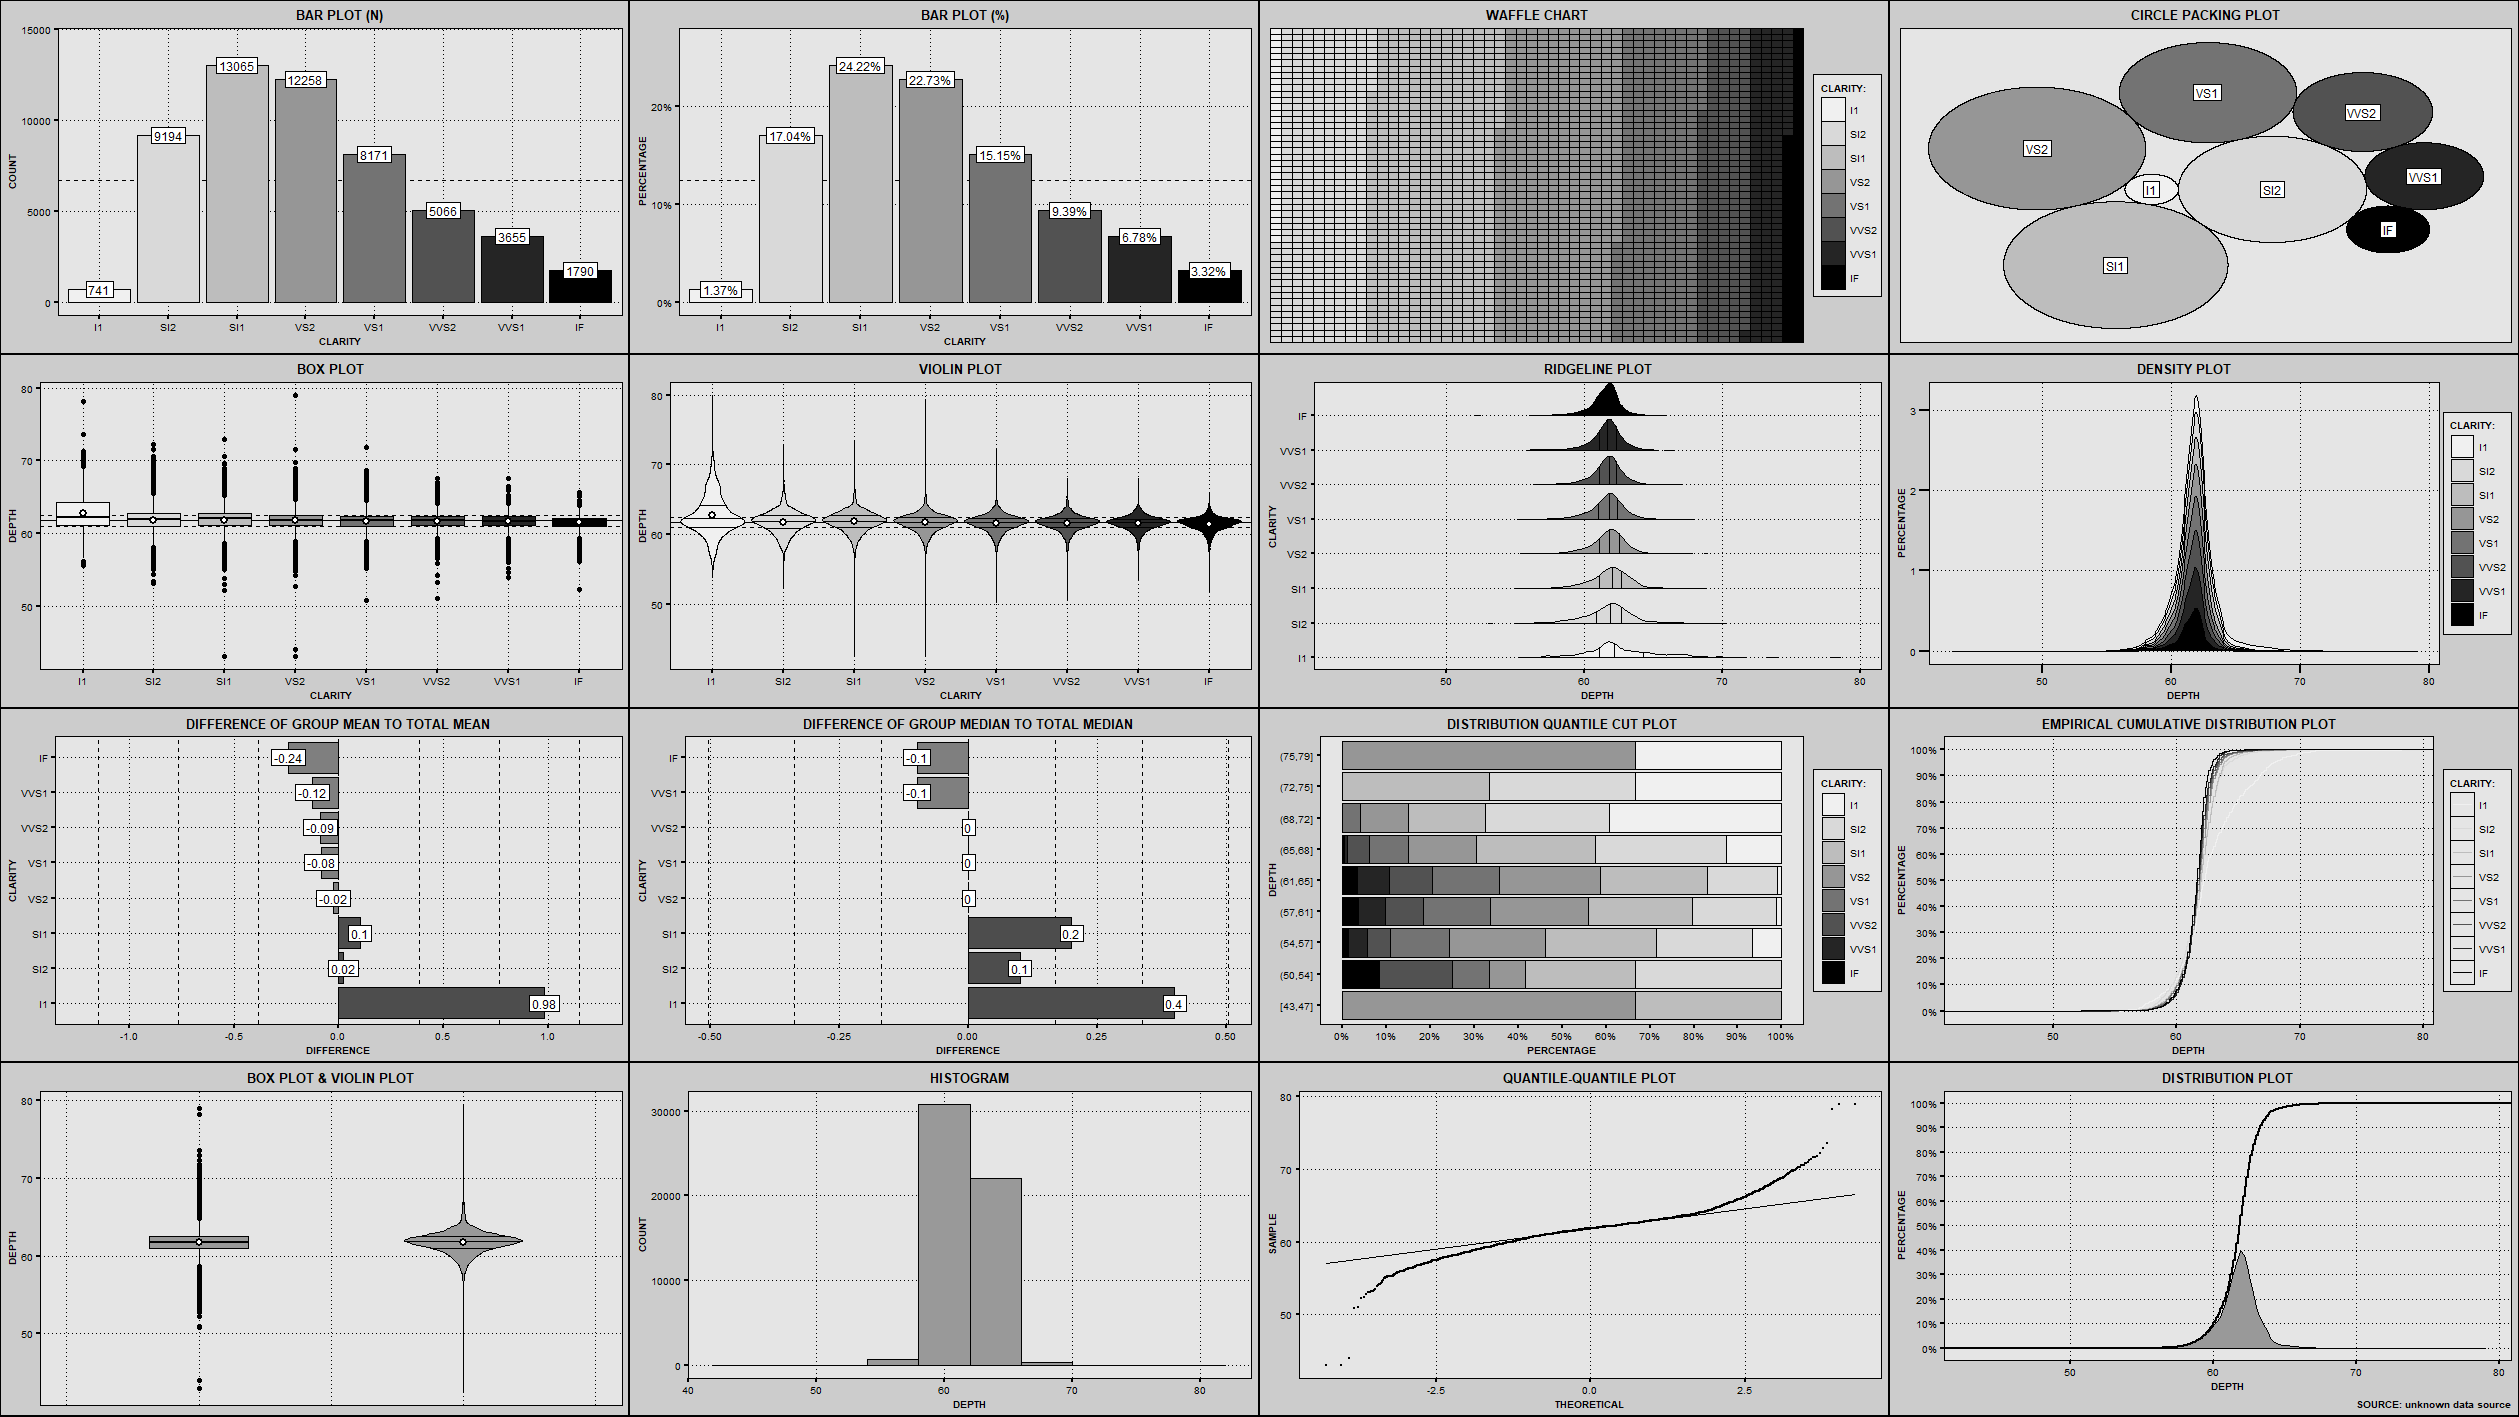 BAR PLOT (N)
15000
10000
5000
0
COUNT
741
9194
13065
12258
8171
5066
3655
1790
I1 SI2 SI1 VS2 VS1 VVS2 VVS1 IF
CLARITY
BAR PLOT (%)
20%
10%
0%
PERCENTAGE
1.37%
17.04%
24.22%
22.73%
15.15%
9.39%
6.78%
3.32%
I1 SI2 SI1 VS2 VS1 VVS2 VVS1 IF
CLARITY
WAFFLE CHART
CLARITY:
I1
SI2
SI1
VS2
VS1
VVS2
VVS1
IF
CIRCLE PACKING PLOT
VS1
VVS2
VS2
VVS1
I1
SI2
IF
SI1
BOX PLOT
80
70
60
50
DEPTH
I1 SI2 SI1 VS2 VS1 VVS2 VVS1 IF
CLARITY
VIOLIN PLOT
80
70
60
50
DEPTH
I1 SI2 SI1 VS2 VS1 VVS2 VVS1 IF
CLARITY
RIDGELINE PLOT
IF
VVS1
VVS2
VS1
VS2
SI1
SI2
I1
CLARITY
50 60 70 80
DEPTH
DENSITY PLOT
3
2
1
0
PERCENTAGE
50 60 70 80
DEPTH
CLARITY:
I1
SI2
SI1
VS2
VS1
VVS2
VVS1
IF
DIFFERENCE OF GROUP MEAN TO TOTAL MEAN
IF -0.24
VVS1 -0.12
VVS2 -0.09
VS1 -0.08
VS2 -0.02
SI1 0.1
SI2 0.02
I1 0.98
CLARITY
-1.0 -0.5 0.0 0.5 1.0
DIFFERENCE
DIFFERENCE OF GROUP MEDIAN TO TOTAL MEDIAN
IF -0.1
VVS1 -0.1
VVS2 0
VS1 0
VS2 0
SI1 0.2
SI2 0.1
I1 0.4
CLARITY
-0.50 -0.25 0.00 0.25 0.50
DIFFERENCE
DISTRIBUTION QUANTILE CUT PLOT
(75,79]
(72,75]
(68,72]
(65,68]
(61,65]
(57,61]
(54,57]
(50,54]
[43,47]
DEPTH
0% 10% 20% 30% 40% 50% 60% 70% 80% 90% 100%
PERCENTAGE
CLARITY:
I1
SI2
SI1
VS2
VS1
VVS2
VVS1
IF
EMPIRICAL CUMULATIVE DISTRIBUTION PLOT
100%
90%
80%
70%
60%
50%
40%
30%
20%
10%
0%
PERCENTAGE
50 60 70 80
DEPTH
CLARITY:
I1
SI2
SI1
VS2
VS1
VVS2
VVS1
IF
BOX PLOT & VIOLIN PLOT
80
70
60
50
DEPTH
HISTOGRAM
30000
20000
10000
0
COUNT
40 50 60 70 80
DEPTH
QUANTILE-QUANTILE PLOT
80
70
60
50
SAMPLE
-2.5 0.0 2.5
THEORETICAL
DISTRIBUTION PLOT
100%
90%
80%
70%
60%
50%
40%
30%
20%
10%
0%
PERCENTAGE
50 60 70 80
DEPTH
SOURCE: unknown data source